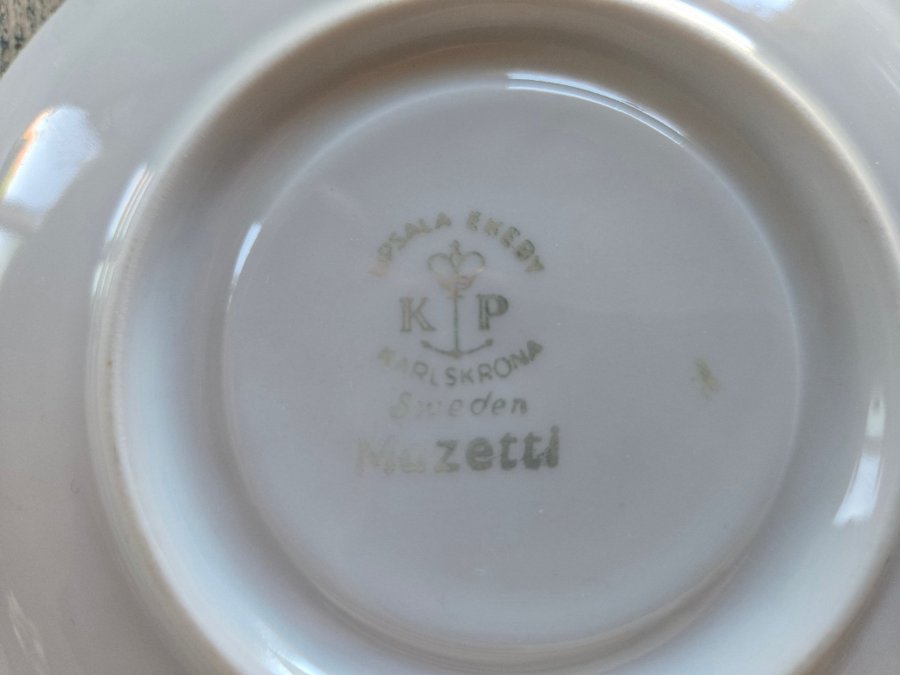 UPSALA EKEBY
K P
KARLSKRONA
Sweden
Mazetti